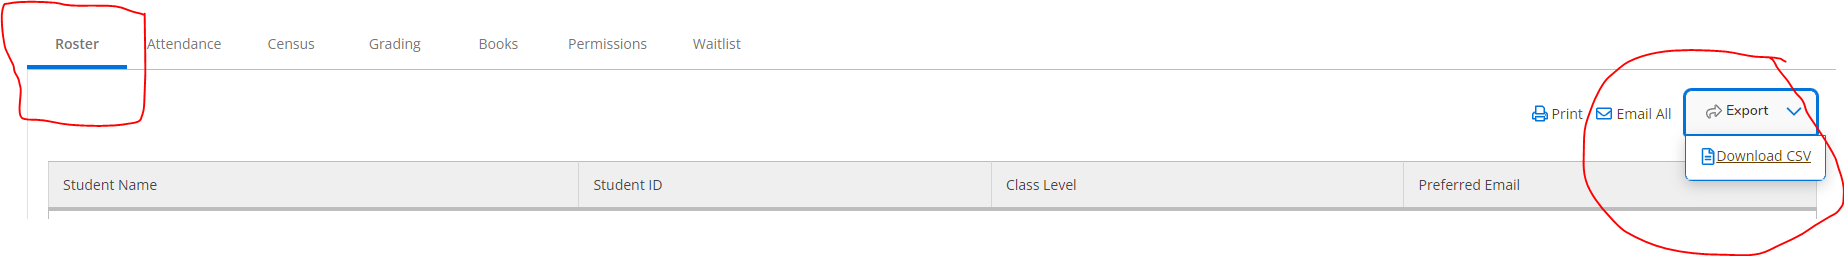 Roster Attendance Census Grading Books Permissions Waitlist
Print Email All Export
Download CSV
Student Name Student ID Class Level Preferred Email